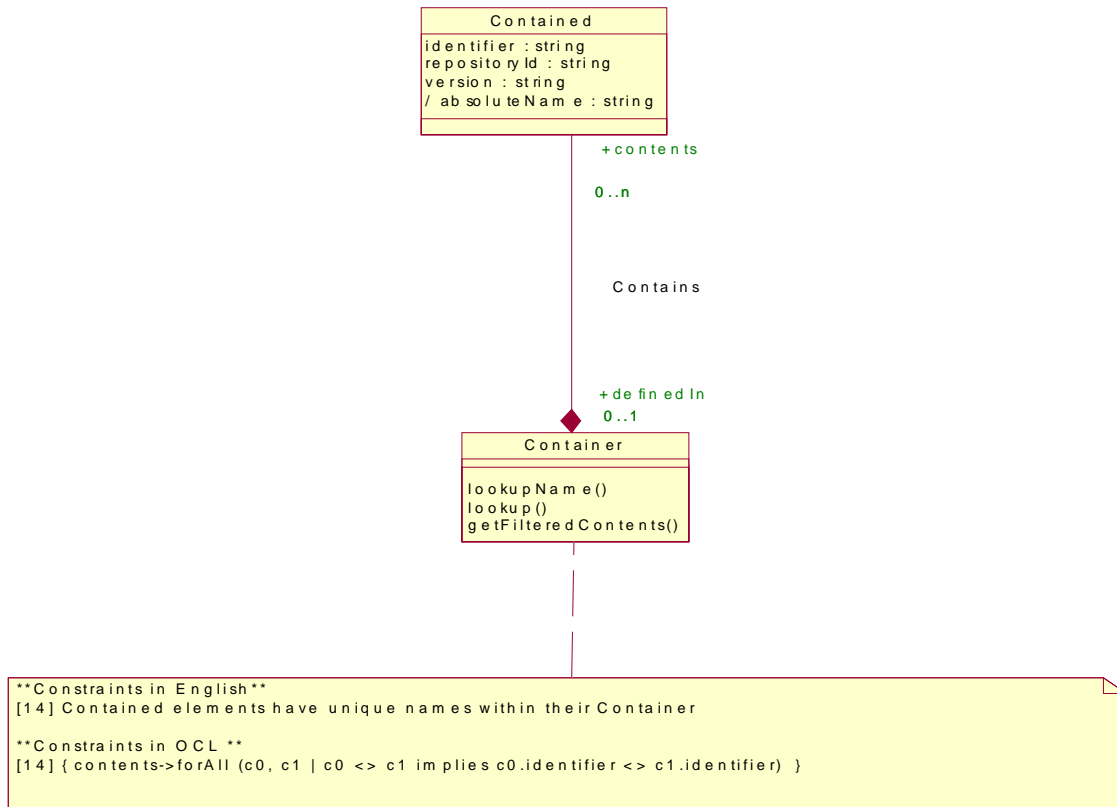 Contained
identifier : string
repositoryId : string
version : string
/ absoluteName : string
+contents
0..n
Contains
+definedIn
0..1
Container
lookupName()
lookup()
getFilteredContents()
**Constraints in English**
[14] Contained elements have unique names within their Container
**Constraints in OCL **
[14] { contents->forAll (c0, c1 | c0 <> c1 implies c0.identifier <> c1.identifier) }